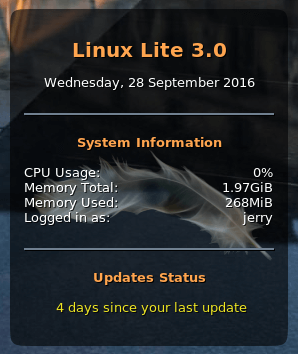 Linux Lite 3.0
Wednesday, 28 September 2016
System Information
CPU Usage: 0%
Memory Total: 1.97GiB
Memory Used: 268MiB
Logged in as: jerry
Updates Status
4 days since your last update